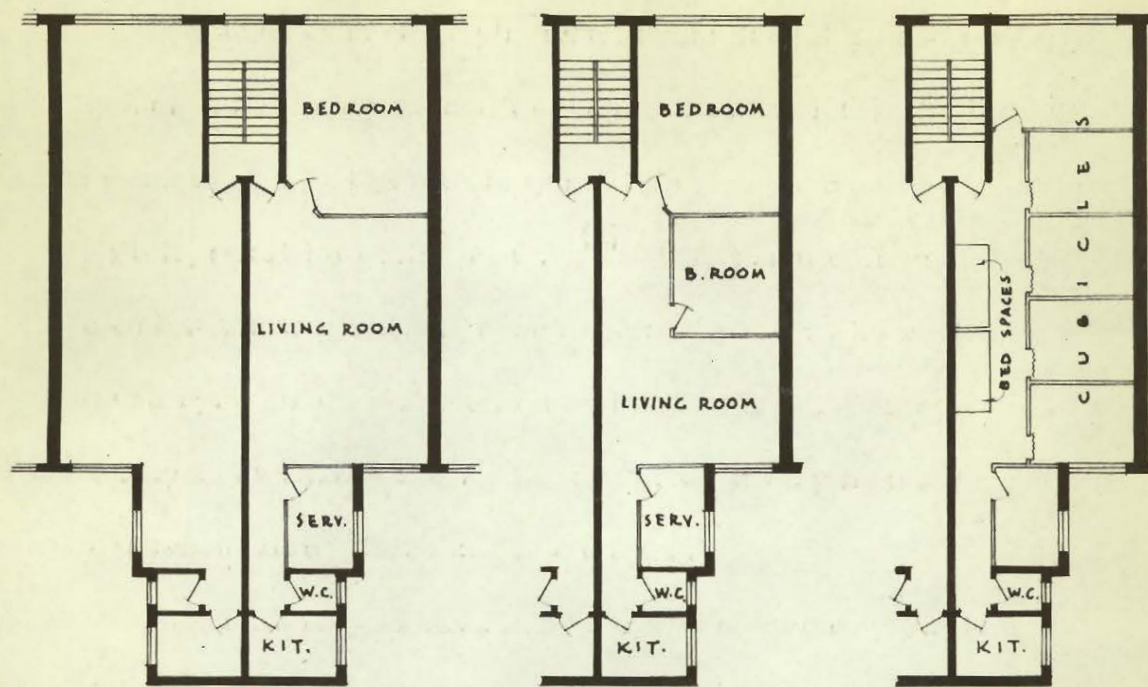 BEDROOM
LIVING ROOM
SERV.
W.C.
KIT.
BEDROOM
B.ROOM
LIVING ROOM
SERV.
W.C
KIT.
CUBICLES
BED SPACES
W.C.
KIT.